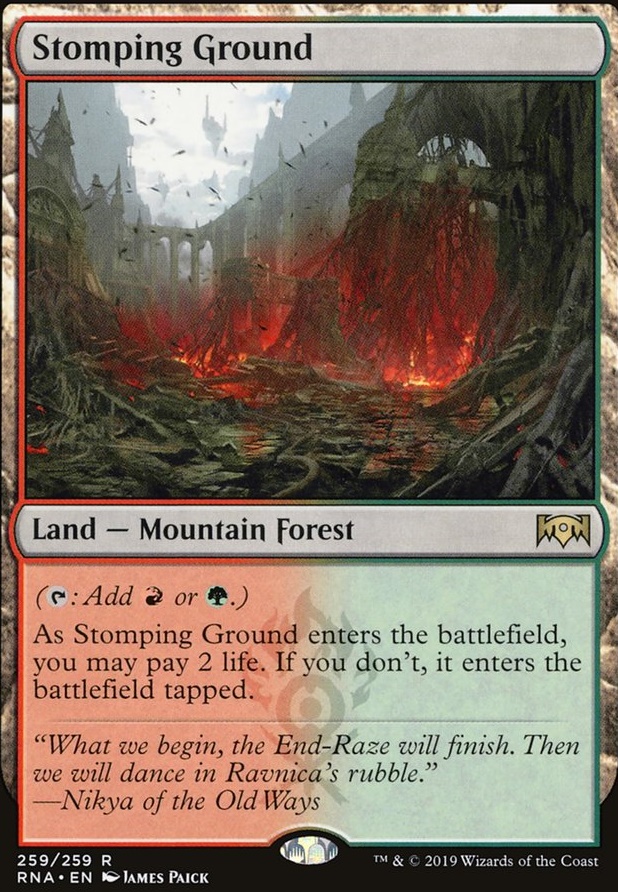 Stomping Ground
Land — Mountain Forest
(: Add or .)
As Stomping Ground enters the battlefield,
you may pay 2 life. If you don't, it enters the
battlefield tapped.
“What we begin, the End-Raze will finish. Then
we will dance in Ravnica's rubble.”
—Nikya of the Old Ways
259/259 R
RNA • EN James Paick
™ & © 2019 Wizards of the Coast